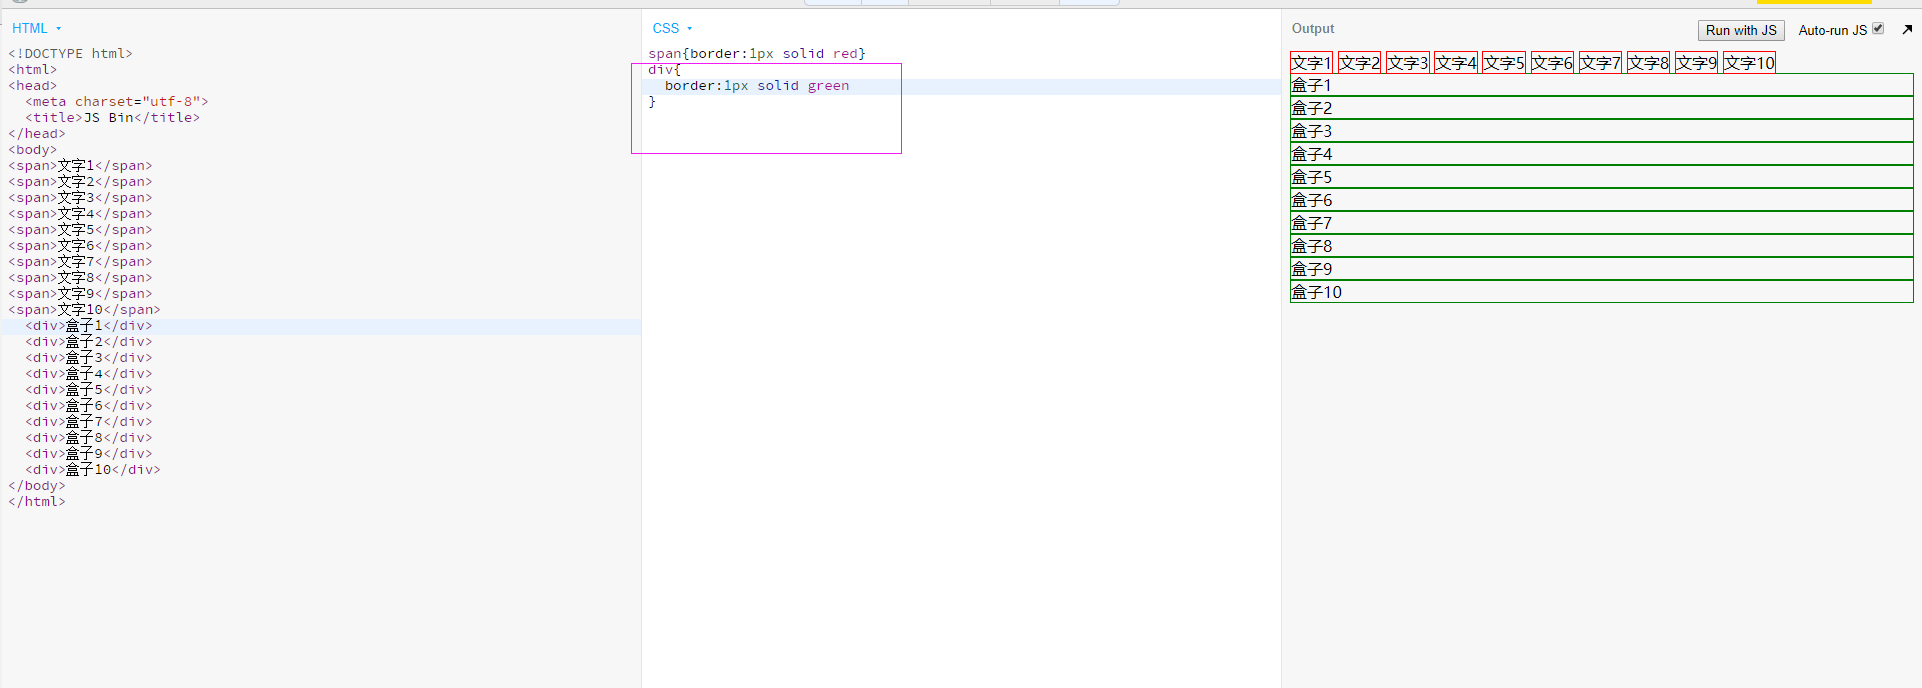 HTML
<!DOCTYPE html>
<html>
<head>
<meta charset="utf-8">
<title>JS Bin</title>
</head>
<body>
<span>文字1</span>
<span>文字2</span>
<span>文字3</span>
<span>文字4</span>
<span>文字5</span>
<span>文字6</span>
<span>文字7</span>
<span>文字8</span>
<span>文字9</span>
<span>文字10</span>
<div>盒子1</div>
<div>盒子2</div>
<div>盒子3</div>
<div>盒子4</div>
<div>盒子5</div>
<div>盒子6</div>
<div>盒子7</div>
<div>盒子8</div>
<div>盒子9</div>
<div>盒子10</div>
</body>
</html>
CSS
span{border:1px solid red}
div{
border:1px solid green
}
Output
Run with JS
Auto-run JS
文字1 文字2 文字3 文字4 文字5 文字6 文字7 文字8 文字9 文字10
盒子1
盒子2
盒子3
盒子4
盒子5
盒子6
盒子7
盒子8
盒子9
盒子10